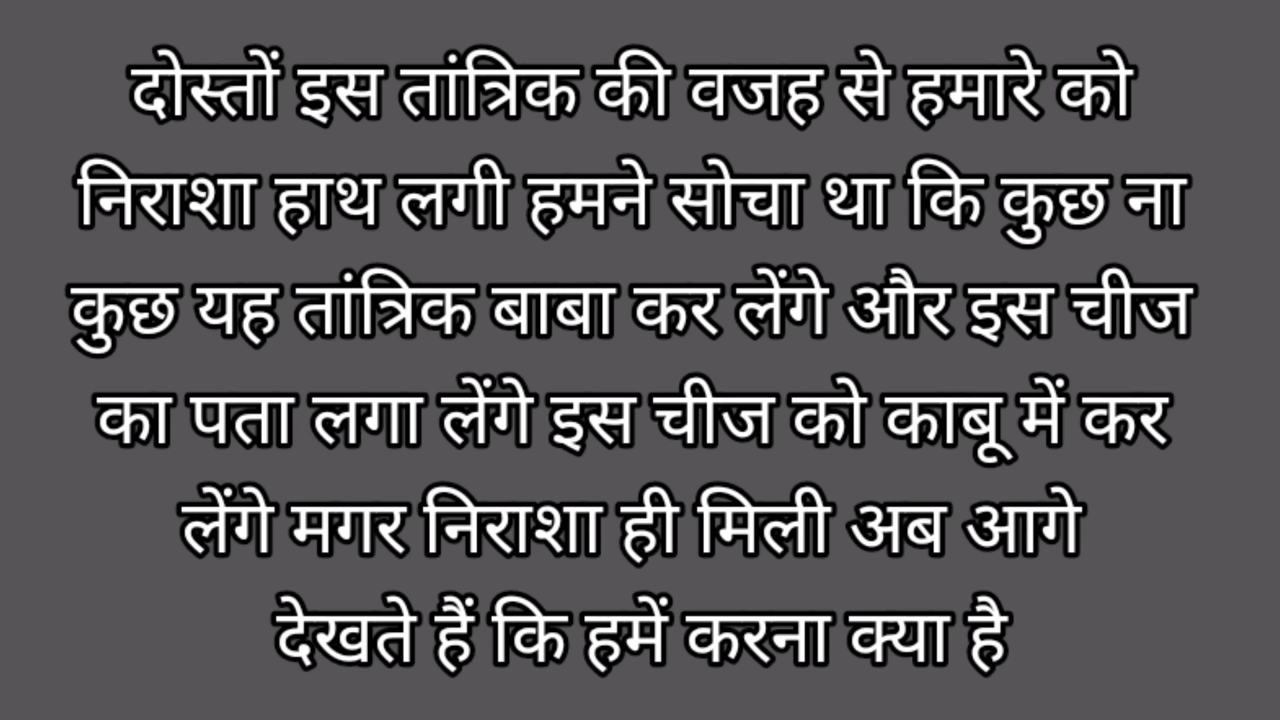 दोस्तों इस तांत्रिक की वजह से हमारे को
निराशा हाथ लगी हमने सोचा था कि कुछ ना
कुछ यह तांत्रिक बाबा कर लेंगे और इस चीज
का पता लगा लेंगे इस चीज को काबू में कर
लेंगे मगर निराशा ही मिली अब आगे
देखते हैं कि हमें करना क्या है